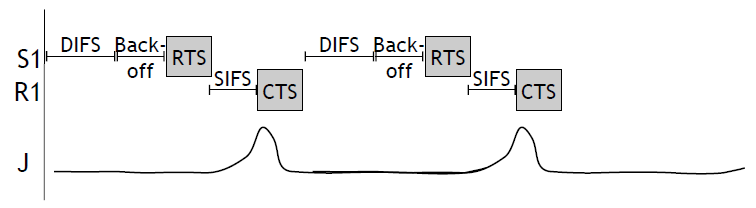 S1 DIFS Back-off RTS DIFS Back-off RTS
R1 SIFS CTS SIFS CTS
J